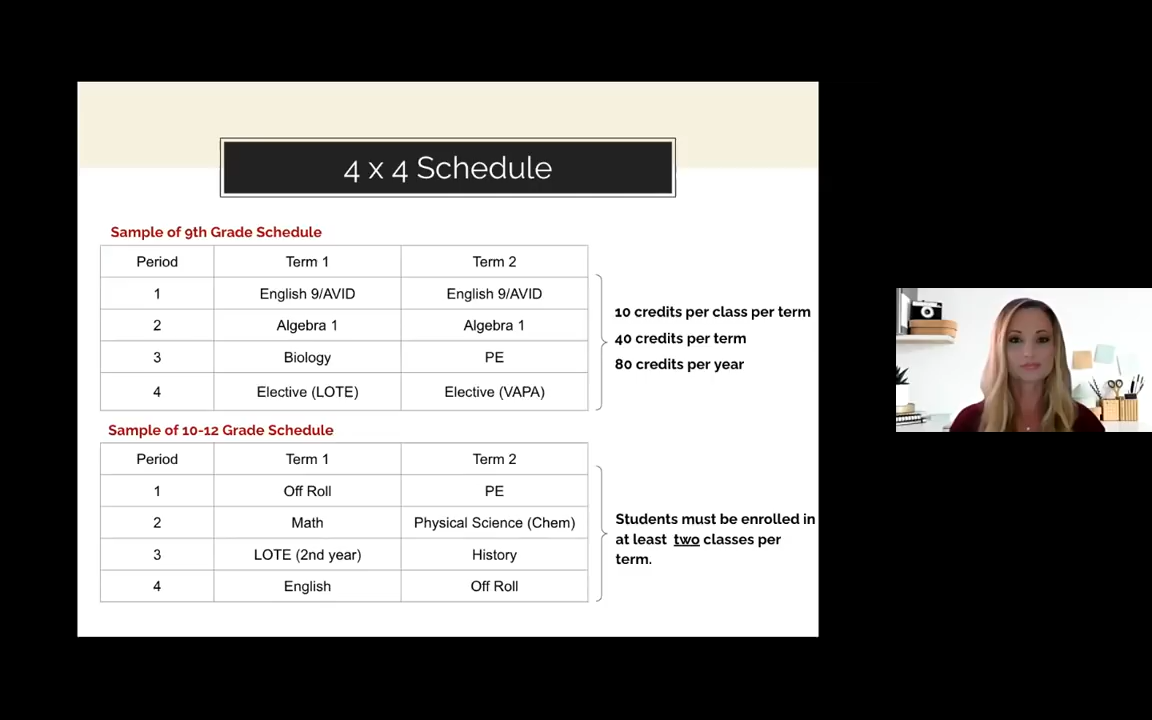 4 x 4 Schedule
Sample of 9th Grade Schedule
Period Term 1 Term 2
1 English 9/AVID English 9/AVID
2 Algebra 1 Algebra 1
3 Biology PE
4 Elective (LOTE) Elective (VAPA)
10 credits per class per term
40 credits per term
80 credits per year
Sample of 10-12 Grade Schedule
Period Term 1 Term 2
1 Off Roll PE
2 Math Physical Science (Chem)
3 LOTE (2nd year) History
4 English Off Roll
Students must be enrolled in
at least two classes per
term.